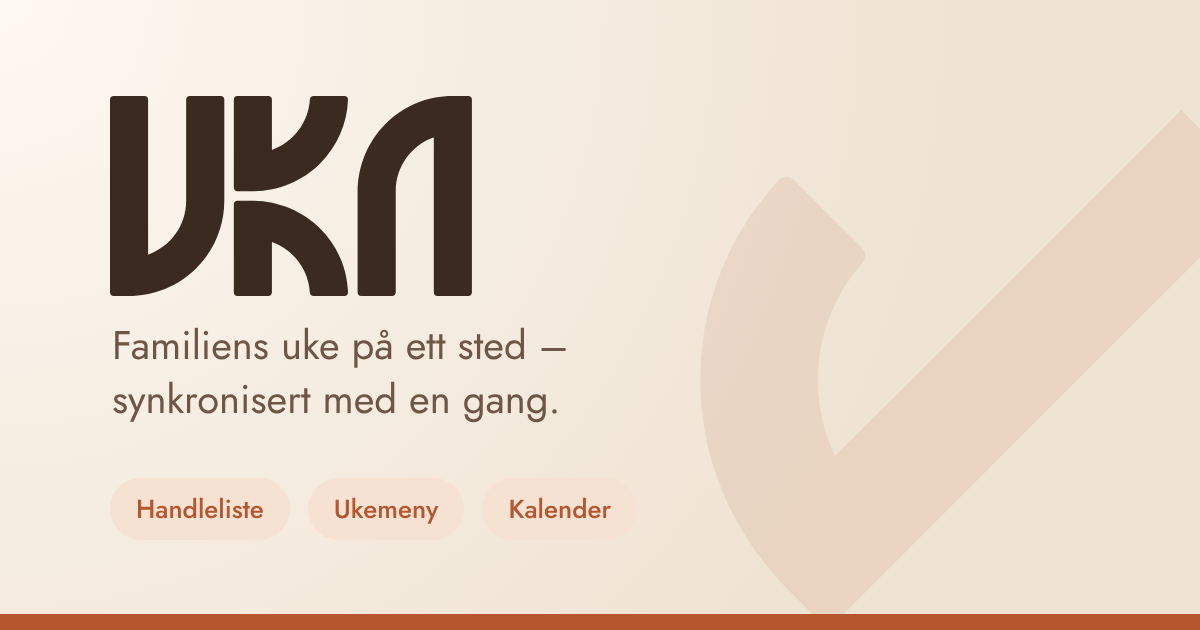 UKA
Familiens uke på ett sted –
synkronisert med en gang.
Handleliste
Ukemeny
Kalender